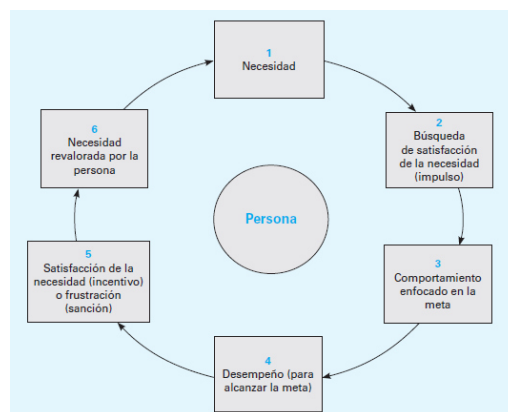 1
Necesidad
2
Búsqueda
de satisfacción
de la necesidad
(impulso)
3
Comportamiento
enfocado en la
meta
4
Desempeño (para
alcanzar la meta)
5
Satisfacción de la
necesidad (incentivo)
o frustración
(sanción)
6
Necesidad
revalorada por la
persona
Persona